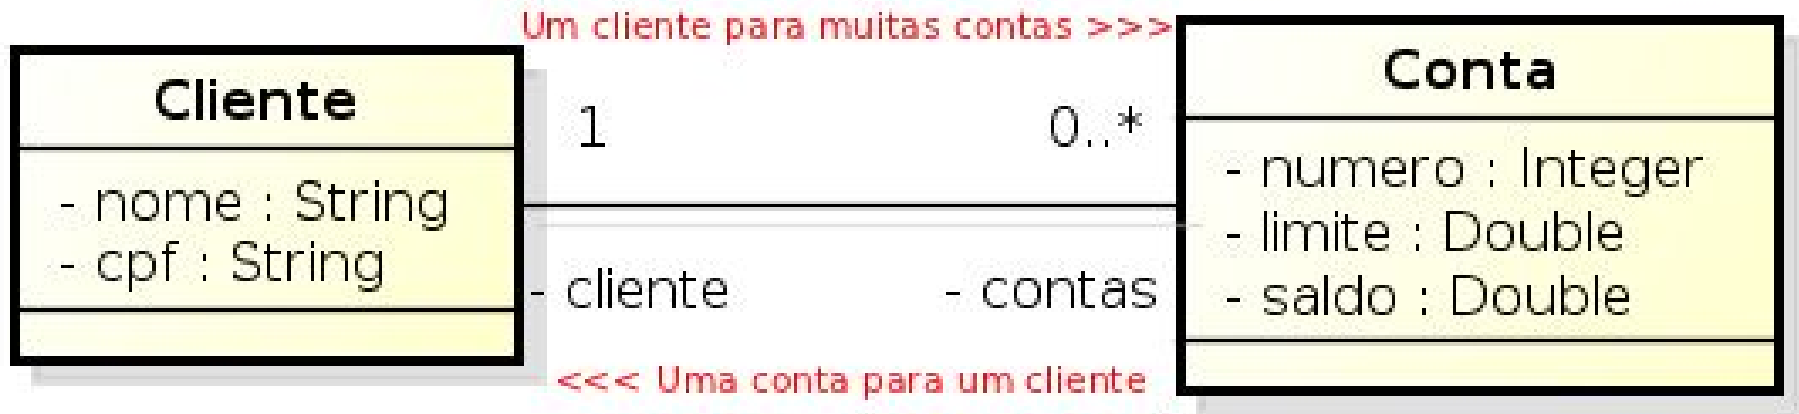 Um cliente para muitas contas >>>
Cliente
- nome : String
- cpf : String
1
0..*
- cliente
- contas
Conta
- numero : Integer
- limite : Double
- saldo : Double
<<< Uma conta para um cliente